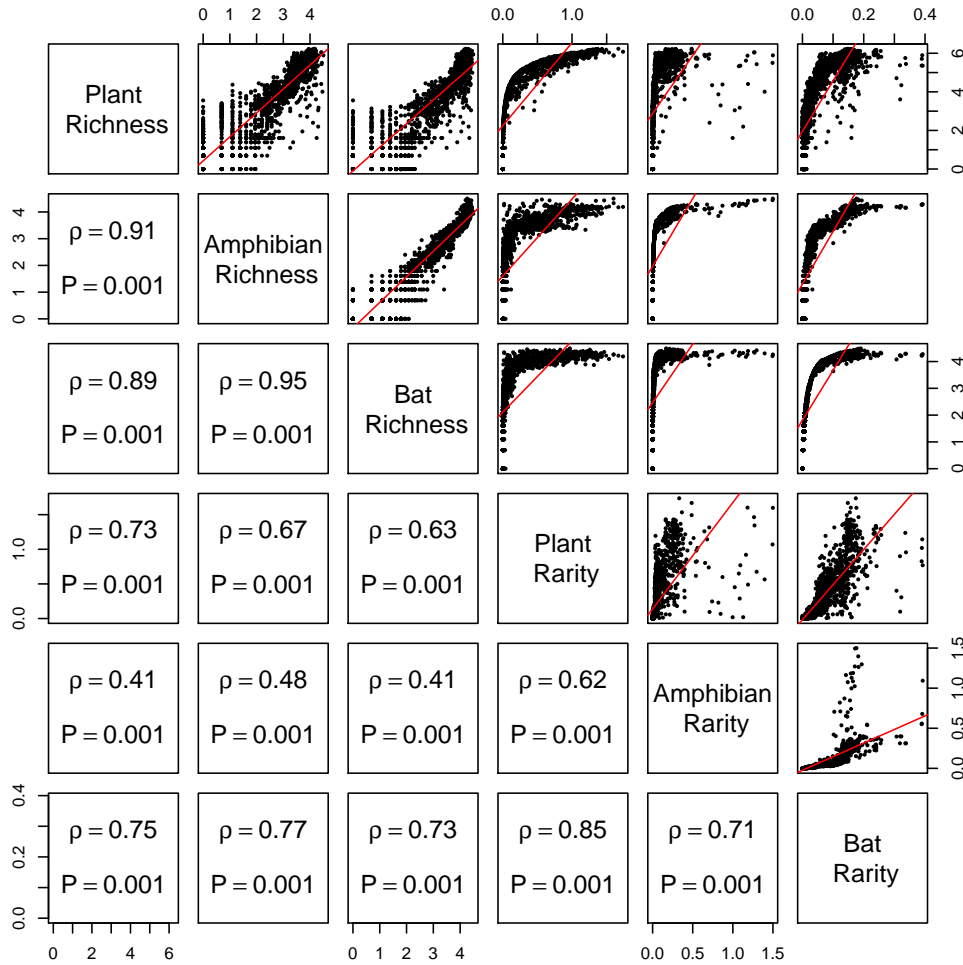 0 1 2 3 4
0.0 1.0
0.0 0.2 0.4
Plant
Richness
0 2 4 6
0 1 2 3 4
ρ = 0.91
P = 0.001
Amphibian
Richness
ρ = 0.89
P = 0.001
ρ = 0.95
P = 0.001
Bat
Richness
0 1 2 3 4
0.0 1.0
ρ = 0.73
P = 0.001
ρ = 0.67
P = 0.001
ρ = 0.63
P = 0.001
Plant
Rarity
ρ = 0.41
P = 0.001
ρ = 0.48
P = 0.001
ρ = 0.41
P = 0.001
ρ = 0.62
P = 0.001
Amphibian
Rarity
0.0 0.5 1.0 1.5
0.0 0.2 0.4
ρ = 0.75
P = 0.001
ρ = 0.77
P = 0.001
ρ = 0.73
P = 0.001
ρ = 0.85
P = 0.001
ρ = 0.71
P = 0.001
Bat
Rarity
0 2 4 6
0 1 2 3 4
0.0 0.5 1.0 1.5